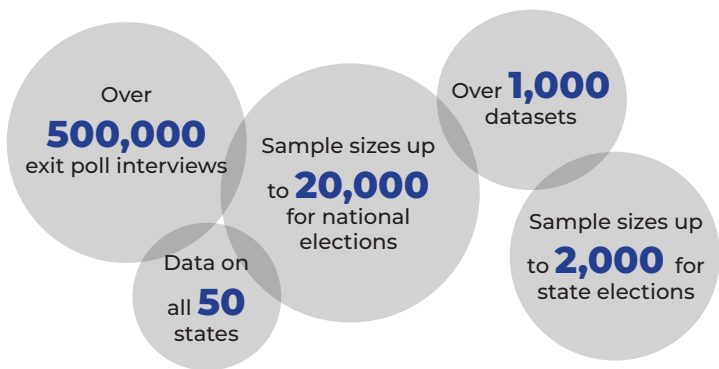 Over
500,000
exit poll interviews
Data on
all 50
states
Sample sizes up
to 20,000
for national
elections
Over 1,000
datasets
Sample sizes up
to 2,000 for
state elections